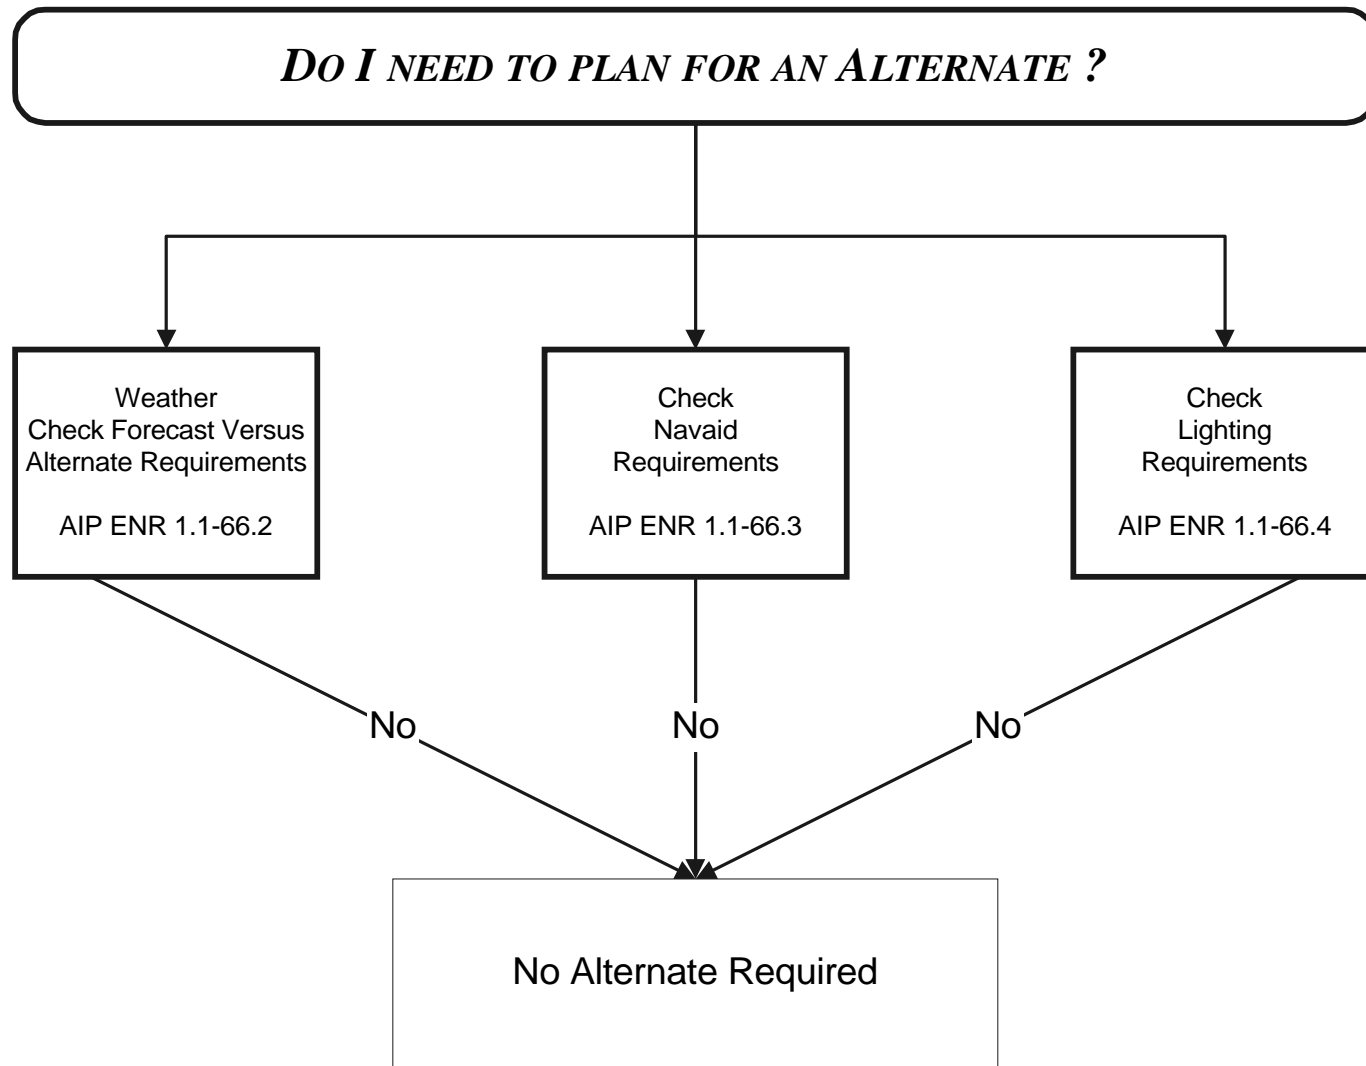 DO I NEED TO PLAN FOR AN ALTERNATE ?
Weather
Check Forecast Versus
Alternate Requirements
AIP ENR 1.1-66.2
Check
Navaid
Requirements
AIP ENR 1.1-66.3
Check
Lighting
Requirements
AIP ENR 1.1-66.4
No
No
No
No Alternate Required